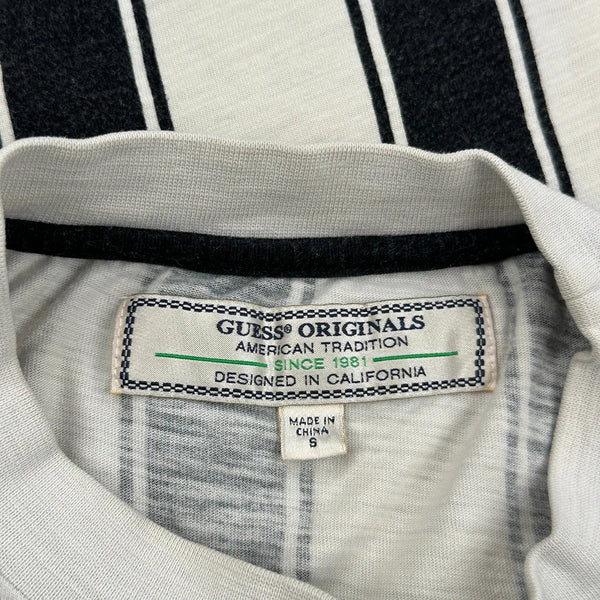 GUESS® ORIGINALS
AMERICAN TRADITION
SINCE 1981
DESIGNED IN CALIFORNIA
MADE IN
CHINA
S